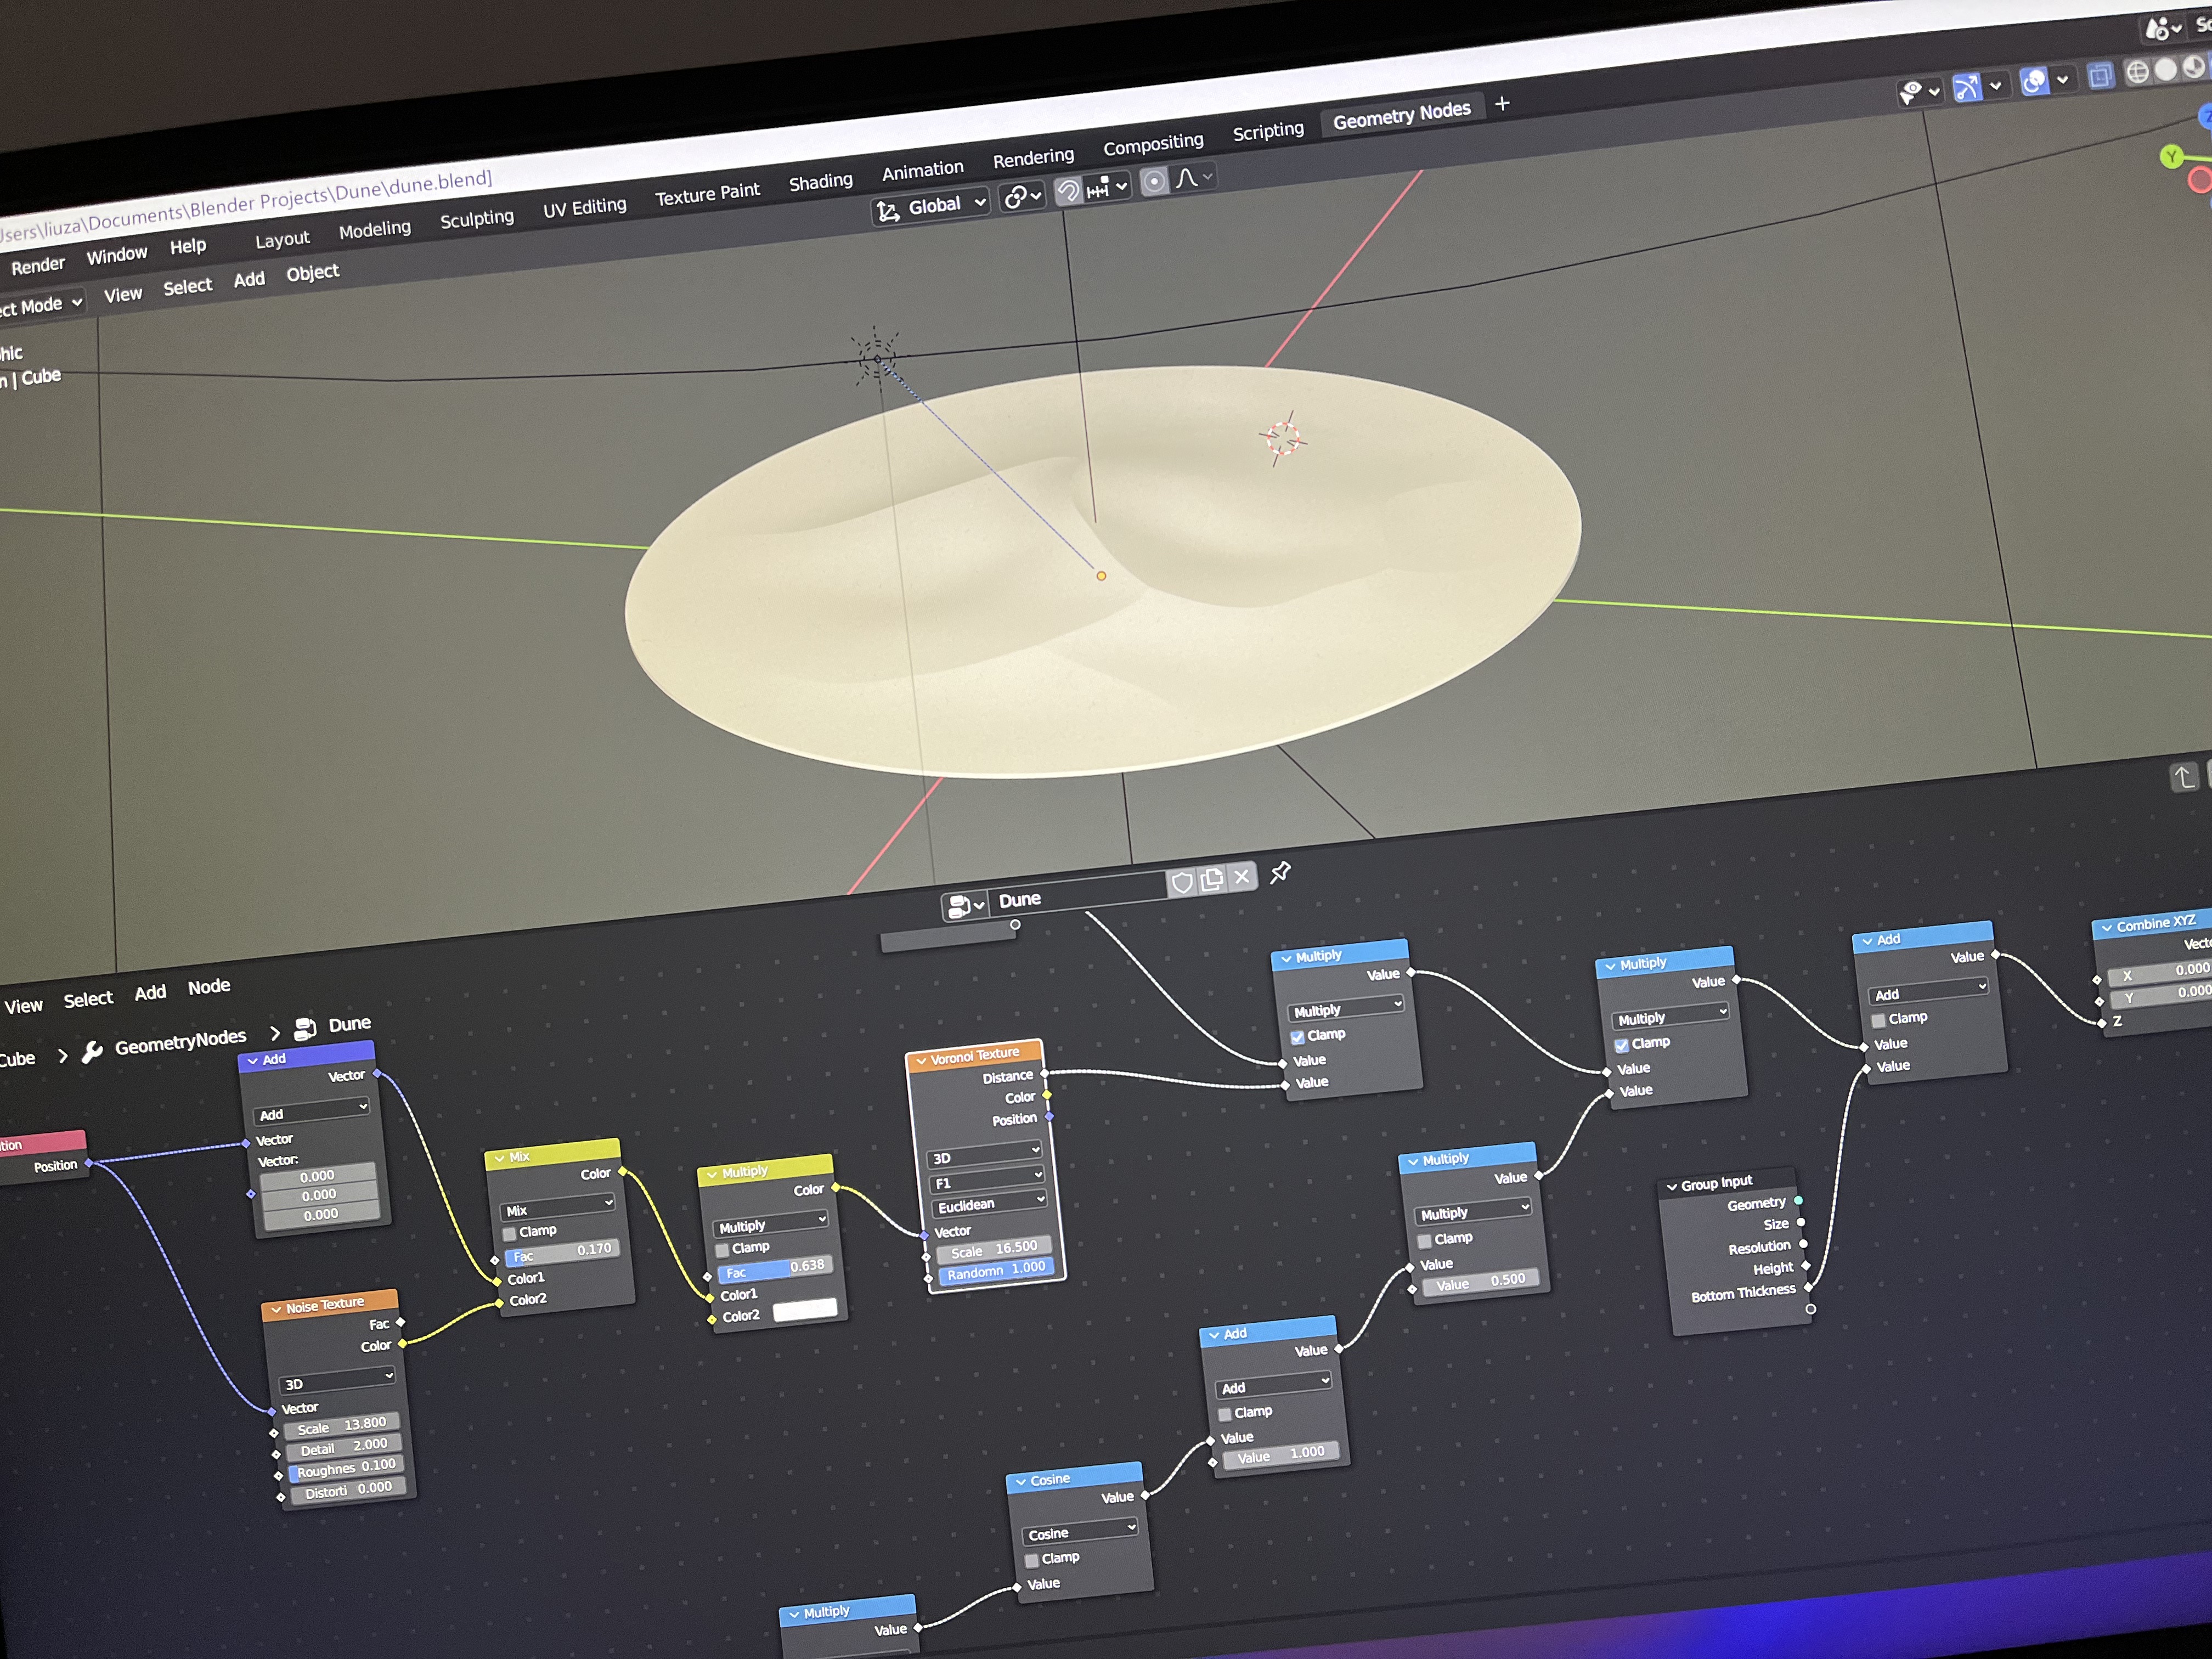 Users\liuza\Documents\Blender Projects\Dune\dune.blend]
Render Window Help Layout Modeling Sculpting UV Editing Texture Paint Shading Animation Rendering Compositing Scripting Geometry Nodes +
ect Mode View Select Add Object Global
hic
n | Cube
Y
Z
Dune
View Select Add Node
Cube > GeometryNodes > Dune
tion
Position
Add
Vector
Add
Vector
Vector:
0.000
0.000
0.000
Noise Texture
Fac
Color
3D
Vector
Scale 13.800
Detail 2.000
Roughnes 0.100
Distorti 0.000
Mix
Color
Mix
Clamp
Fac 0.170
Color1
Color2
Multiply
Color
Multiply
Clamp
Fac 0.638
Color1
Color2
Voronoi Texture
Distance
Color
Position
3D
F1
Euclidean
Vector
Scale 16.500
Randomn 1.000
Multiply
Value
Multiply
Clamp
Value
Value
Multiply
Value
Multiply
Clamp
Value
Value
Add
Value
Add
Clamp
Value
Value
Combine XYZ
Vecto
X 0.000
Y 0.000
Z
Multiply
Value
Multiply
Clamp
Value
Value 0.500
Group Input
Geometry
Size
Resolution
Height
Bottom Thickness
Add
Value
Add
Clamp
Value
Value 1.000
Cosine
Value
Cosine
Clamp
Value
Multiply
Value